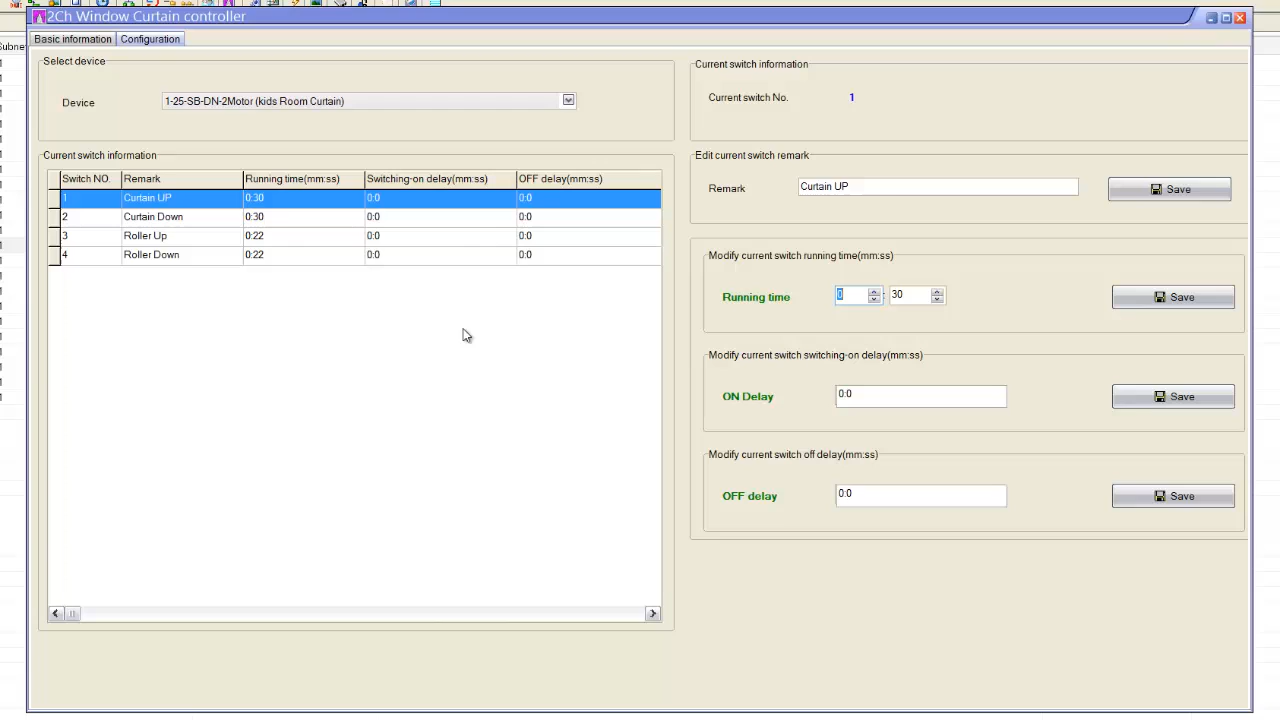 2Ch Window Curtain controller
Basic information Configuration
Subne
Select device
Device 1-25-SB-DN-2Motor (kids Room Curtain)
Current switch information
Switch NO. Remark Running time(mm:ss) Switching-on delay(mm:ss) OFF delay(mm:ss)
1 Curtain UP 0:30 0:0 0:0
2 Curtain Down 0:30 0:0 0:0
3 Roller Up 0:22 0:0 0:0
4 Roller Down 0:22 0:0 0:0
Current switch information
Current switch No. 1
Edit current switch remark
Remark Curtain UP Save
Modify current switch running time(mm:ss)
Running time 0 : 30 Save
Modify current switch switching-on delay(mm:ss)
ON Delay 0:0 Save
Modify current switch off delay(mm:ss)
OFF delay 0:0 Save